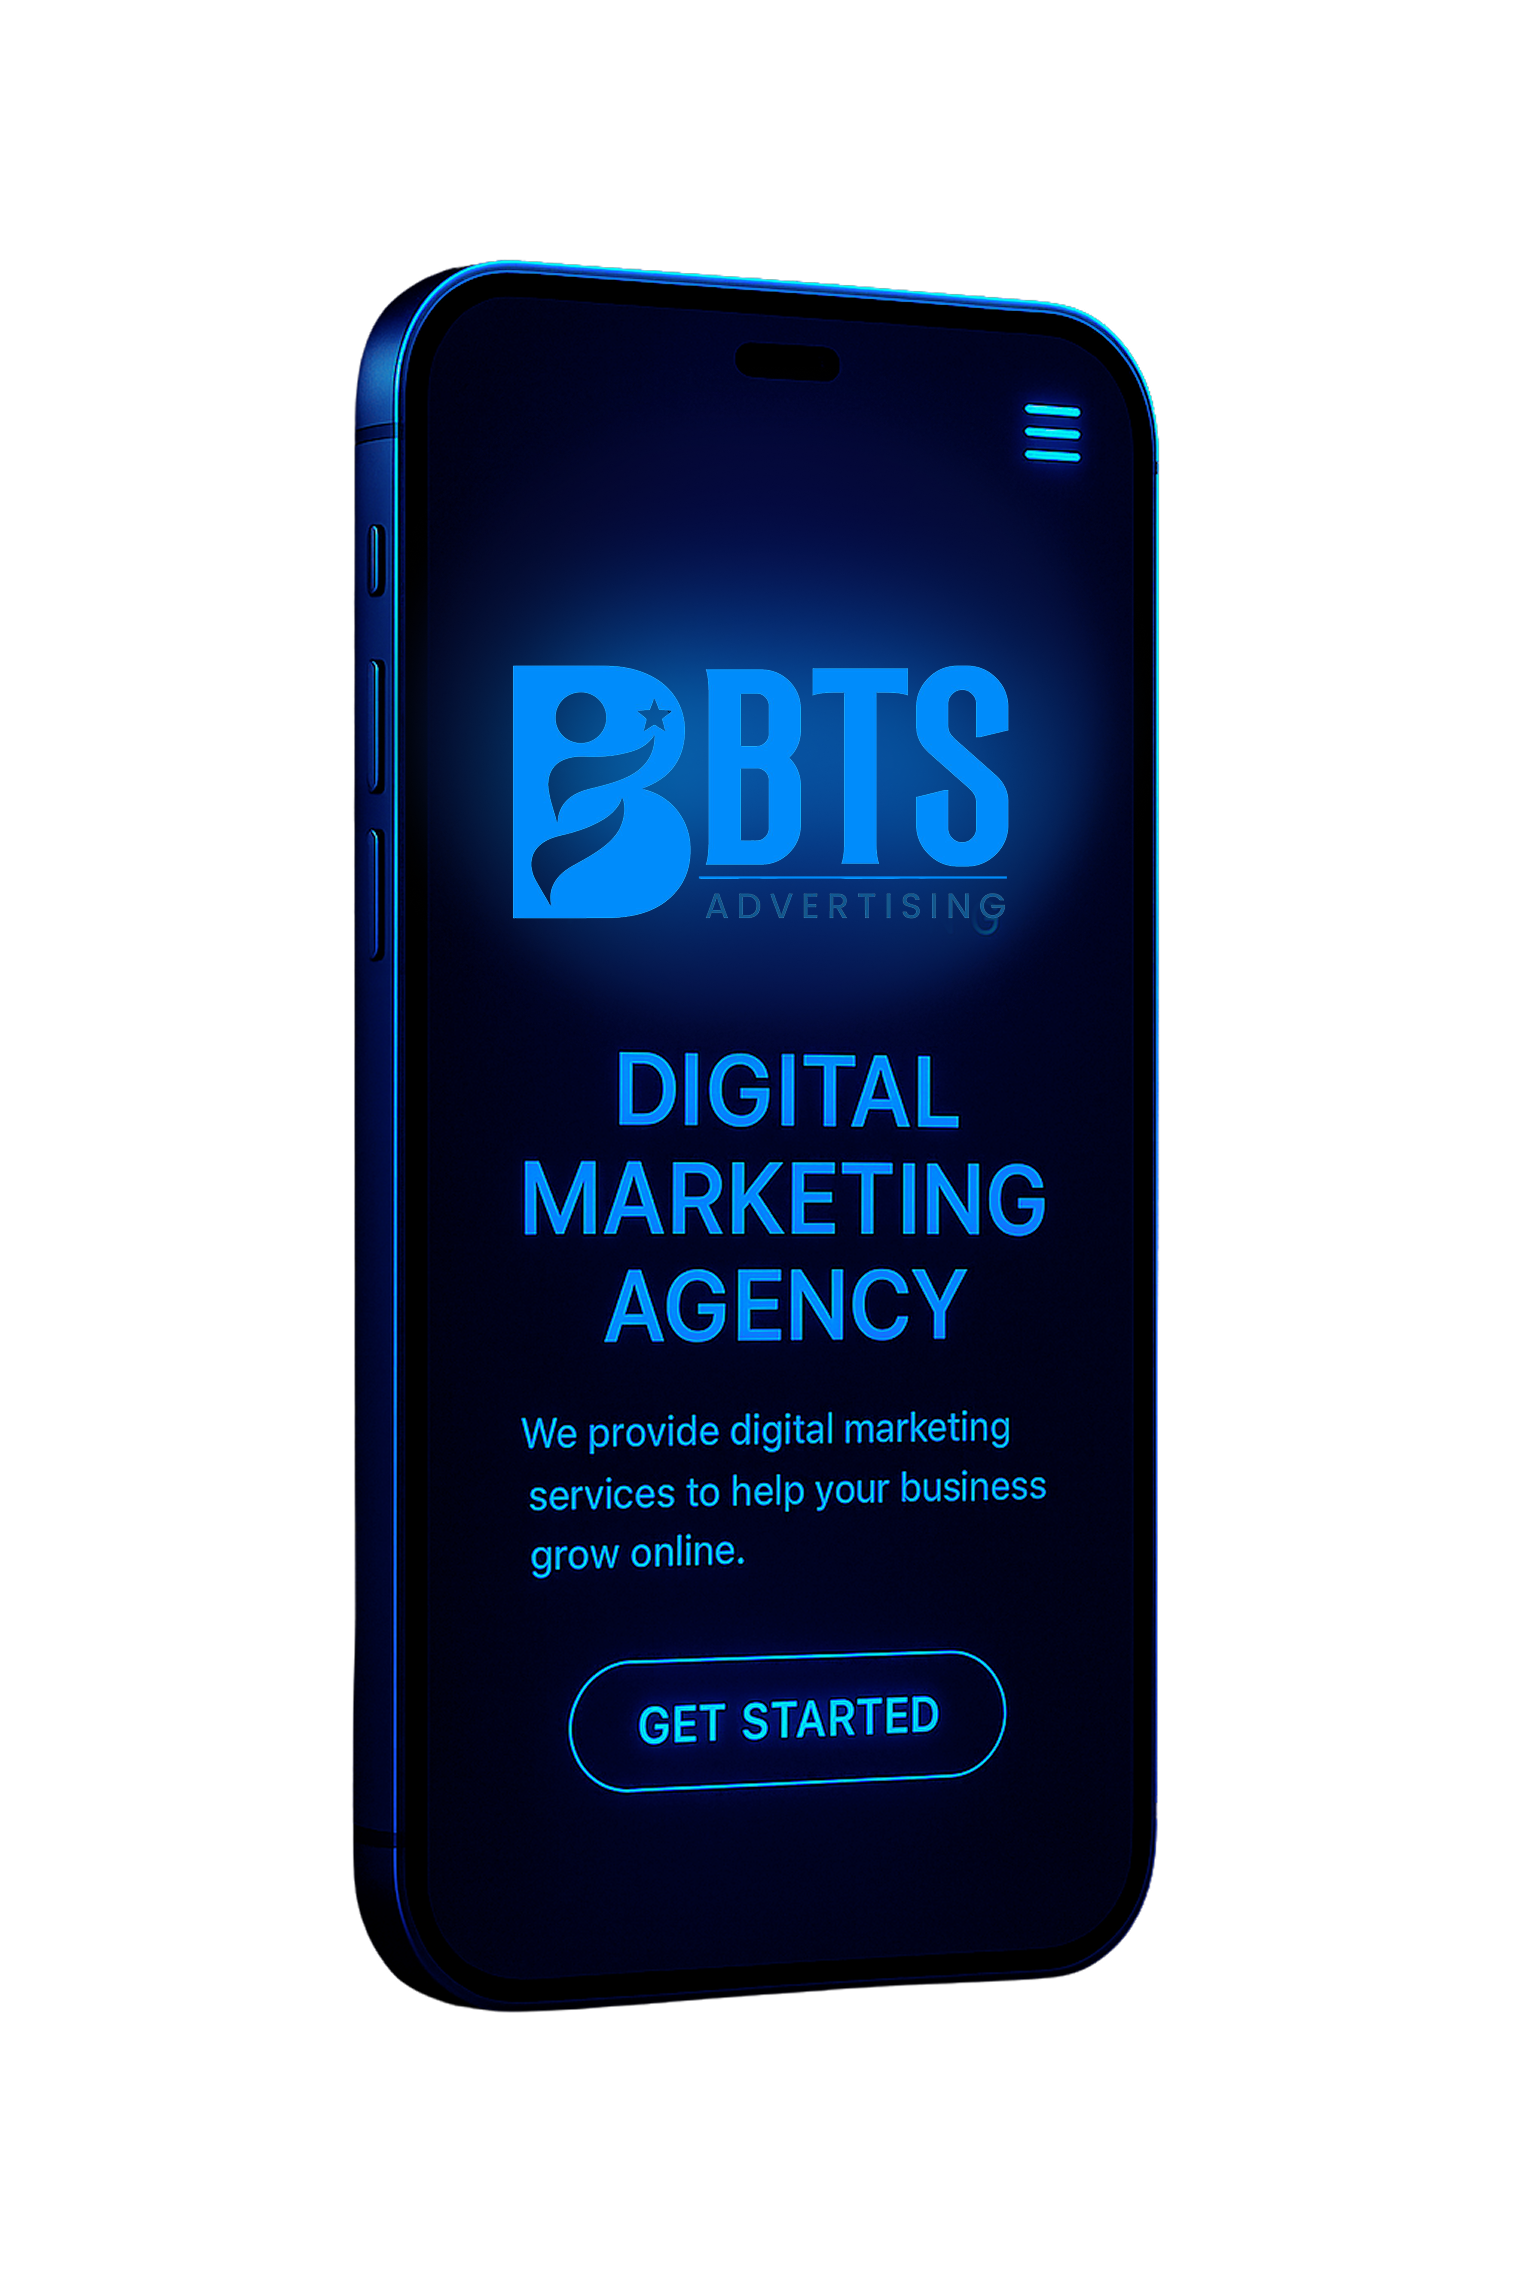 BTS
ADVERTISING
DIGITAL
MARKETING
AGENCY
We provide digital marketing
services to help your business
grow online.
GET STARTED